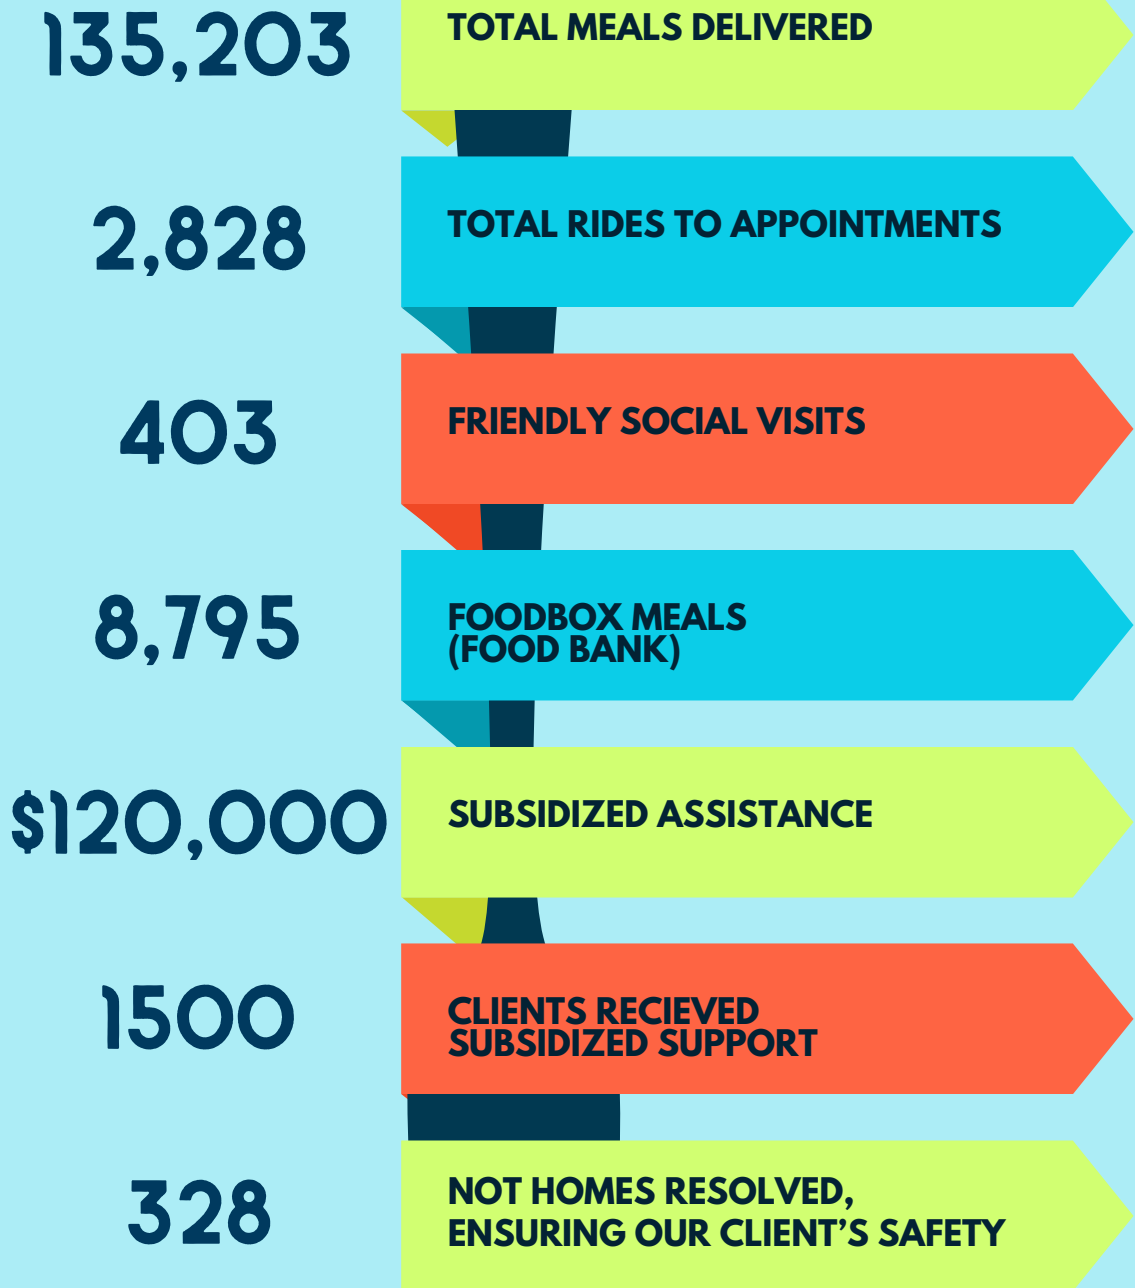 135,203
TOTAL MEALS DELIVERED
2,828
TOTAL RIDES TO APPOINTMENTS
403
FRIENDLY SOCIAL VISITS
8,795
FOODBOX MEALS
(FOOD BANK)
$120,000
SUBSIDIZED ASSISTANCE
1500
CLIENTS RECIEVED
SUBSIDIZED SUPPORT
328
NOT HOMES RESOLVED,
ENSURING OUR CLIENT’S SAFETY